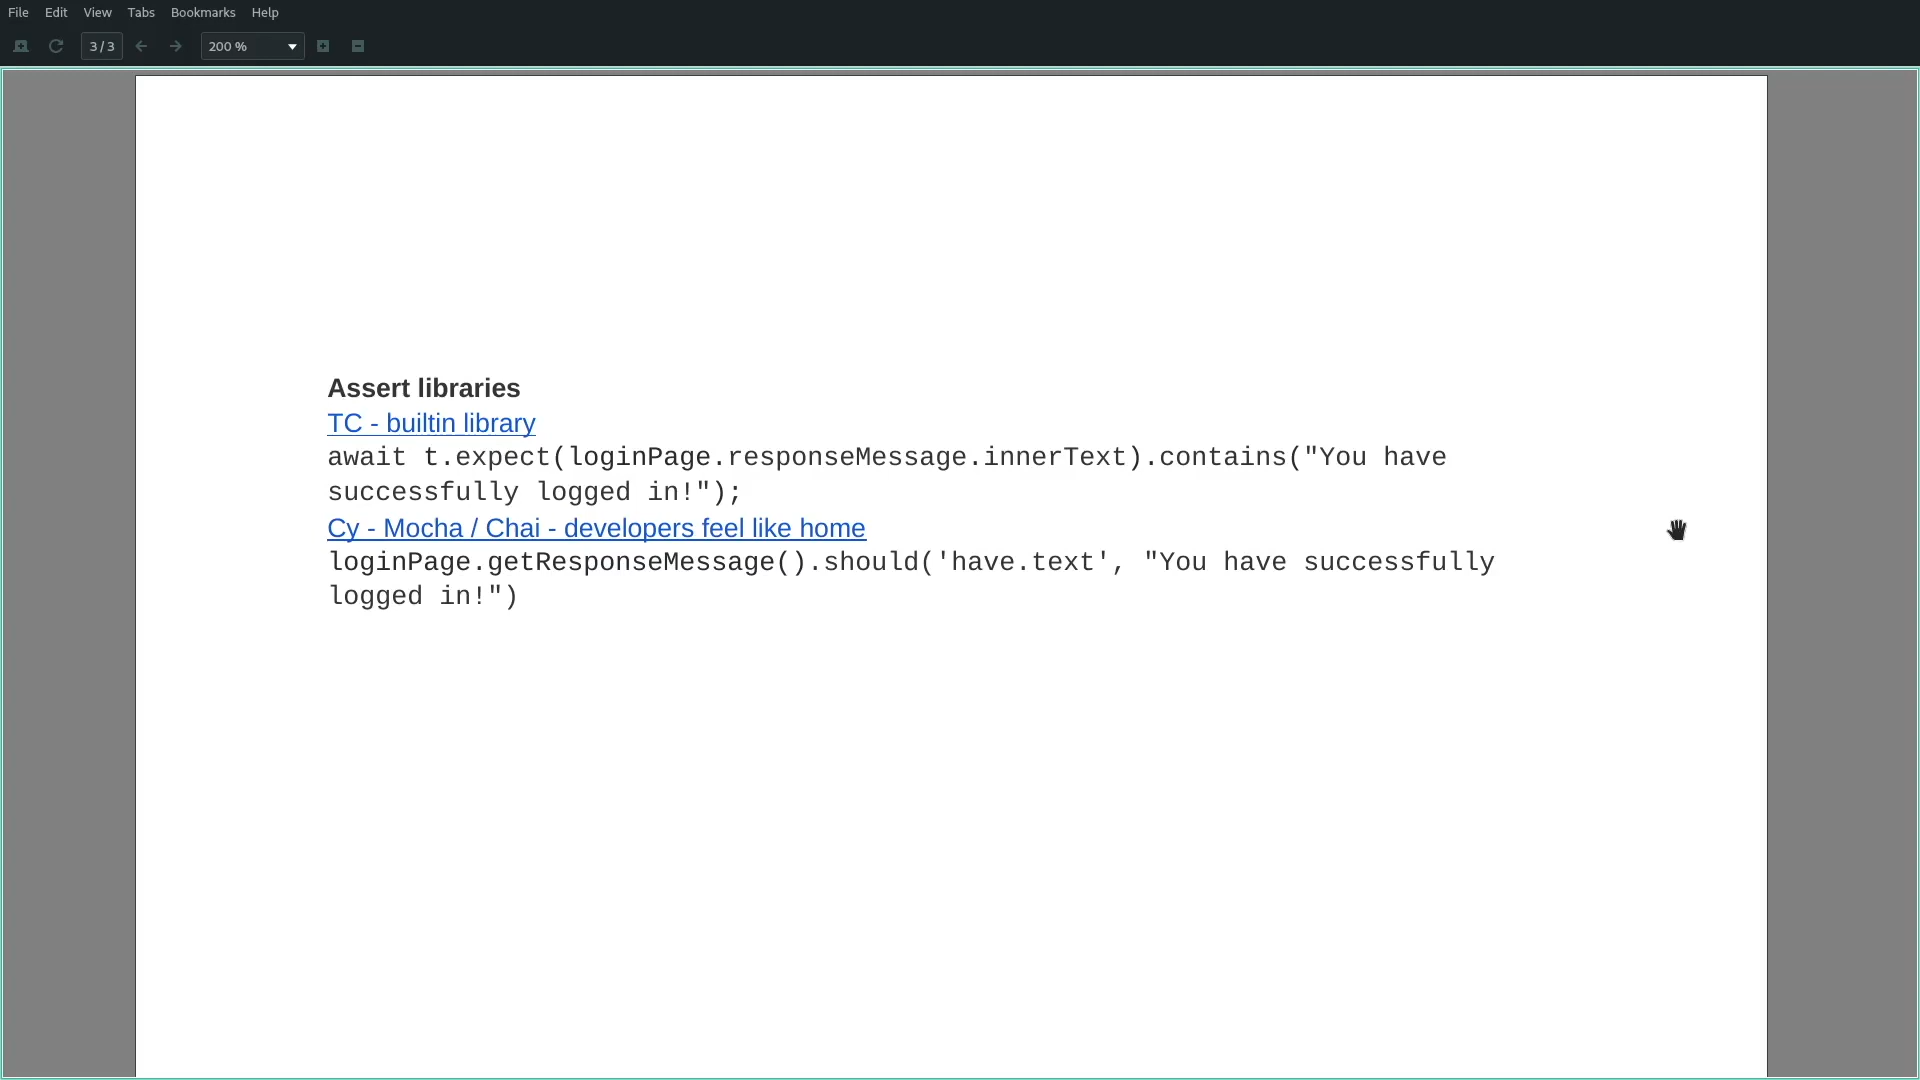 File Edit View Tabs Bookmarks Help
3 / 3 200 %
Assert libraries
TC - builtin library
await t.expect(loginPage.responseMessage.innerText).contains("You have
successfully logged in!");
Cy - Mocha / Chai - developers feel like home
loginPage.getResponseMessage().should('have.text', "You have successfully
logged in!")